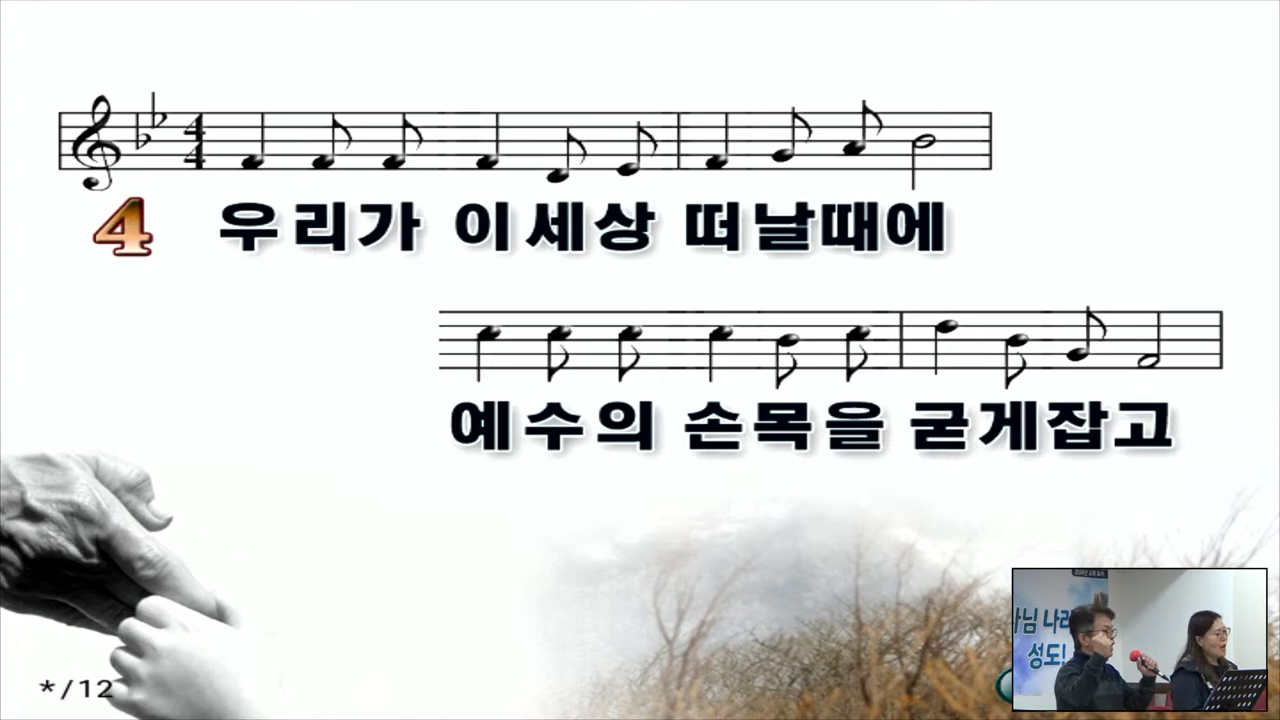 4 우리가 이세상 떠날때에
예수의 손목을 굳게잡고
*/12
성도!